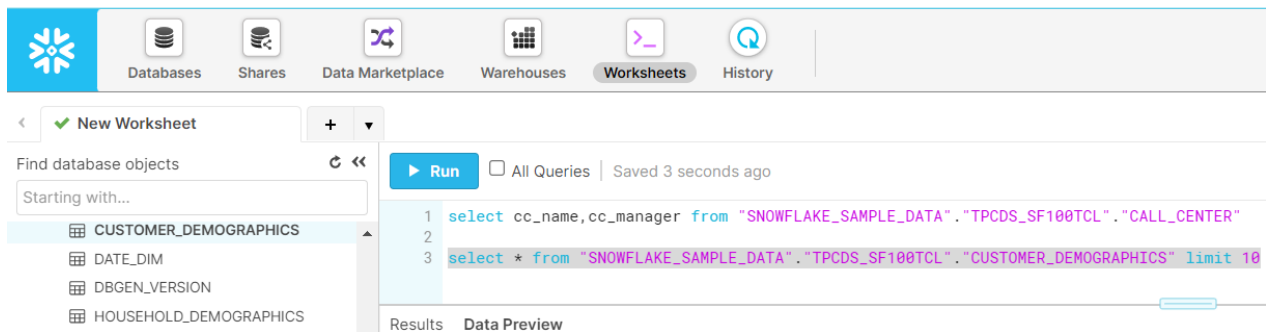 Databases Shares Data Marketplace Warehouses Worksheets History
New Worksheet + ▼
Find database objects
Starting with...
CUSTOMER_DEMOGRAPHICS
DATE_DIM
DBGEN_VERSION
HOUSEHOLD_DEMOGRAPHICS
Run All Queries | Saved 3 seconds ago
1 select cc_name,cc_manager from "SNOWFLAKE_SAMPLE_DATA"."TPCDS_SF100TCL"."CALL_CENTER"
2
3 select * from "SNOWFLAKE_SAMPLE_DATA"."TPCDS_SF100TCL"."CUSTOMER_DEMOGRAPHICS" limit 10
Results Data Preview